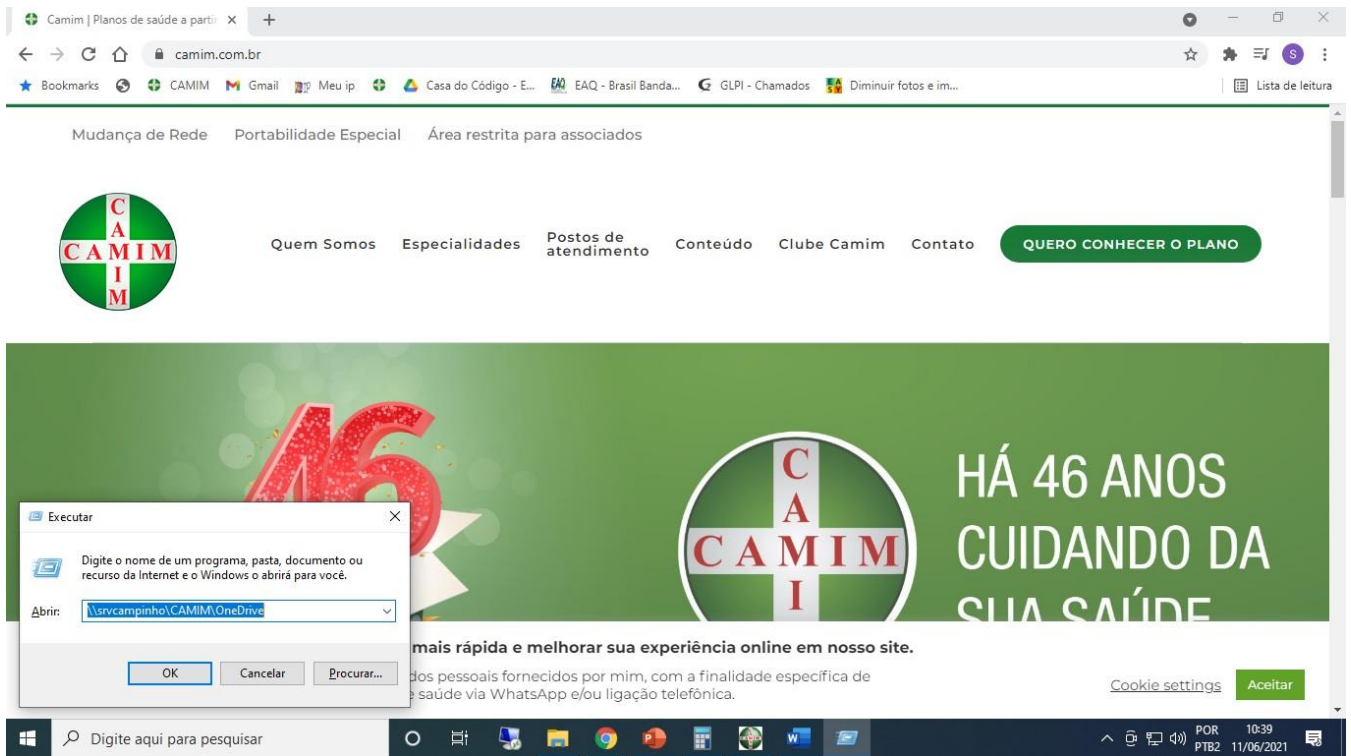 Camim | Planos de saúde a parti
camim.com.br
Bookmarks CAMIM Gmail Meu ip Casa do Código - E... EAQ - Brasil Banda... GLPI - Chamados Diminuir fotos e im... Lista de leitura
Mudança de Rede Portabilidade Especial Área restrita para associados
C
A
CAMIM
I
M
Quem Somos Especialidades Postos de atendimento Conteúdo Clube Camim Contato QUERO CONHECER O PLANO
46
C
A
CAMIM
I
HÁ 46 ANOS
CUIDANDO DA
SUA SAÚDE
Executar
Digite o nome de um programa, pasta, documento ou
recurso da Internet e o Windows o abrirá para você.
Abrir: \\srvcampinho\CAMIM\OneDrive
OK Cancelar Procurar...
mais rápida e melhorar sua experiência online em nosso site.
dos pessoais fornecidos por mim, com a finalidade específica de
e saúde via WhatsApp e/ou ligação telefônica.
Cookie settings Aceitar
Digite aqui para pesquisar
POR 10:39
PTB2 11/06/2021